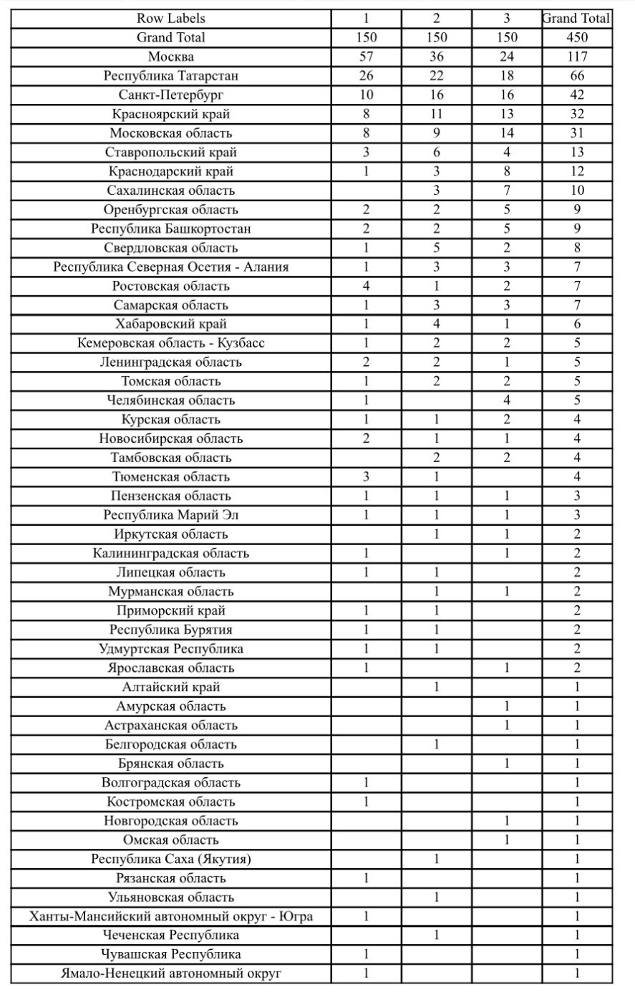 Row Labels 1 2 3 Grand Total
Grand Total 150 150 150 450
Москва 57 36 24 117
Республика Татарстан 26 22 18 66
Санкт-Петербург 10 16 16 42
Красноярский край 8 11 13 32
Московская область 8 9 14 31
Ставропольский край 3 6 4 13
Краснодарский край 1 3 8 12
Сахалинская область 3 7 10
Оренбургская область 2 2 5 9
Республика Башкортостан 2 2 5 9
Свердловская область 1 5 2 8
Республика Северная Осетия - Алания 1 3 3 7
Ростовская область 4 1 2 7
Самарская область 1 3 3 7
Хабаровский край 1 4 1 6
Кемеровская область - Кузбасс 1 2 2 5
Ленинградская область 2 2 1 5
Томская область 1 2 2 5
Челябинская область 1 4 5
Курская область 1 1 2 4
Новосибирская область 2 1 1 4
Тамбовская область 2 2 4
Тюменская область 3 1 4
Пензенская область 1 1 1 3
Республика Марий Эл 1 1 1 3
Иркутская область 1 1 2
Калининградская область 1 1 2
Липецкая область 1 1 2
Мурманская область 1 1 2
Приморский край 1 1 2
Республика Бурятия 1 1 2
Удмуртская Республика 1 1 2
Ярославская область 1 1 2
Алтайский край 1 1
Амурская область 1 1
Астраханская область 1 1
Белгородская область 1 1
Брянская область 1 1
Волгоградская область 1 1
Костромская область 1 1
Новгородская область 1 1
Омская область 1 1
Республика Саха (Якутия) 1 1
Рязанская область 1 1
Ульяновская область 1 1
Ханты-Мансийский автономный округ - Югра 1 1
Чеченская Республика 1 1
Чувашская Республика 1 1
Ямало-Ненецкий автономный округ 1 1